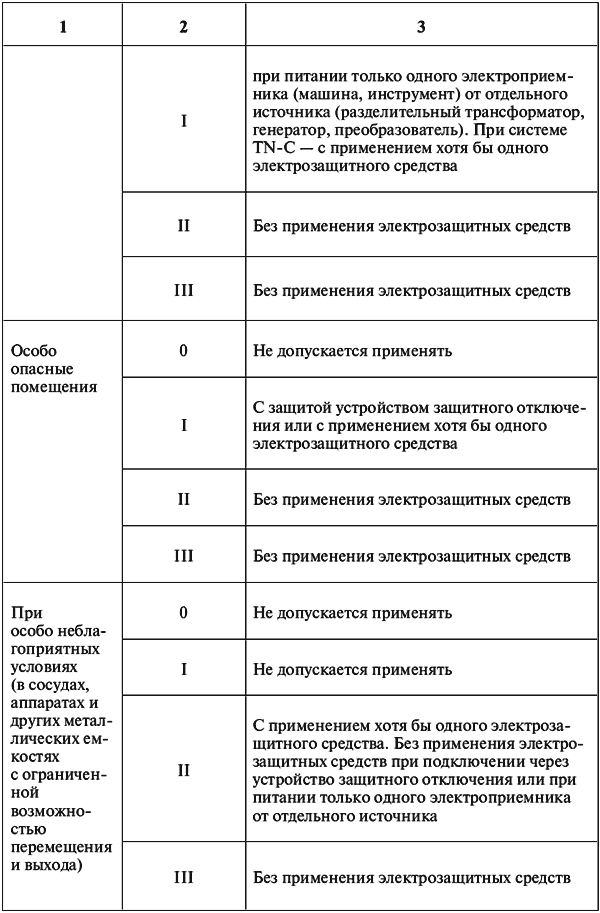 1 2 3
I
при питании только одного электроприем-
ника (машина, инструмент) от отдельного
источника (разделительный трансформатор,
генератор, преобразователь). При системе
TN-C — с применением хотя бы одного
электрозащитного средства
II Без применения электрозащитных средств
III Без применения электрозащитных средств
Особо
опасные
помещения
0 Не допускается применять
I
С защитой устройством защитного отключе-
ния или с применением хотя бы одного
электрозащитного средства
II Без применения электрозащитных средств
III Без применения электрозащитных средств
При
особо небла-
гоприятных
условиях
(в сосудах,
аппаратах и
других метал-
лических ем-
костях
с ограничен-
ной
возможно-
стью
перемещения
и выхода)
0 Не допускается применять
I Не допускается применять
II
С применением хотя бы одного электроза-
щитного средства. Без применения электро-
защитных средств при подключении через
устройство защитного отключения или при
питании только одного электроприемника
от отдельного источника
III Без применения электрозащитных средств